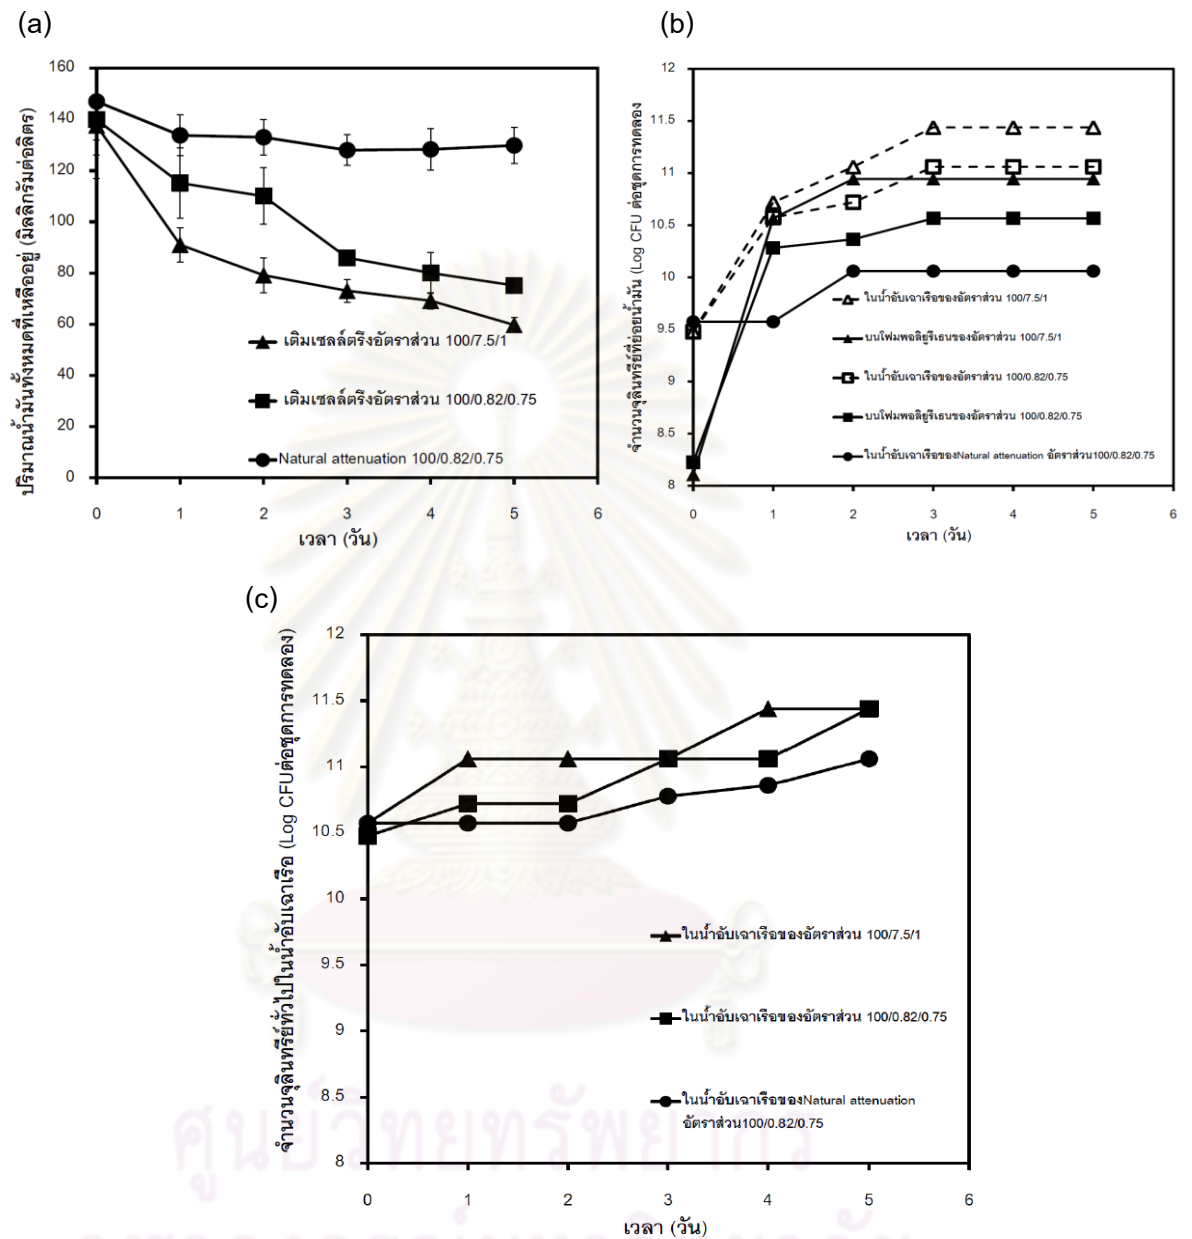 (a)
ปริมาณน้ำมันทั้งหมดที่เหลืออยู่ (มิลลิกรัมต่อลิตร)
160
140
120
100
80
60
40
20
0
เติมเซลล์ตรึงอัตราส่วน 100/7.5/1
เติมเซลล์ตรึงอัตราส่วน 100/0.82/0.75
Natural attenuation 100/0.82/0.75
0 1 2 3 4 5 6
เวลา (วัน)
(b)
จำนวนจุลินทรีย์ที่ย่อยน้ำมัน (Log CFU ต่อชุดการทดลอง)
12
11.5
11
10.5
10
9.5
9
8.5
8
ในน้ำอับเฉาเรือของอัตราส่วน 100/7.5/1
บนโฟมพอลิยูรีเธนของอัตราส่วน 100/7.5/1
ในน้ำอับเฉาเรือของอัตราส่วน 100/0.82/0.75
บนโฟมพอลิยูรีเธนของอัตราส่วน 100/0.82/0.75
ในน้ำอับเฉาเรือของNatural attenuation อัตราส่วน100/0.82/0.75
0 1 2 3 4 5 6
เวลา (วัน)
(c)
จำนวนจุลินทรีย์ทั่วไปในน้ำอับเฉาเรือ (Log CFUต่อชุดการทดลอง)
12
11.5
11
10.5
10
9.5
9
8.5
8
ในน้ำอับเฉาเรือของอัตราส่วน 100/7.5/1
ในน้ำอับเฉาเรือของอัตราส่วน 100/0.82/0.75
ในน้ำอับเฉาเรือของNatural attenuation
อัตราส่วน100/0.82/0.75
0 1 2 3 4 5 6
เวลา (วัน)
ศูนย์วิทยทรัพยากร